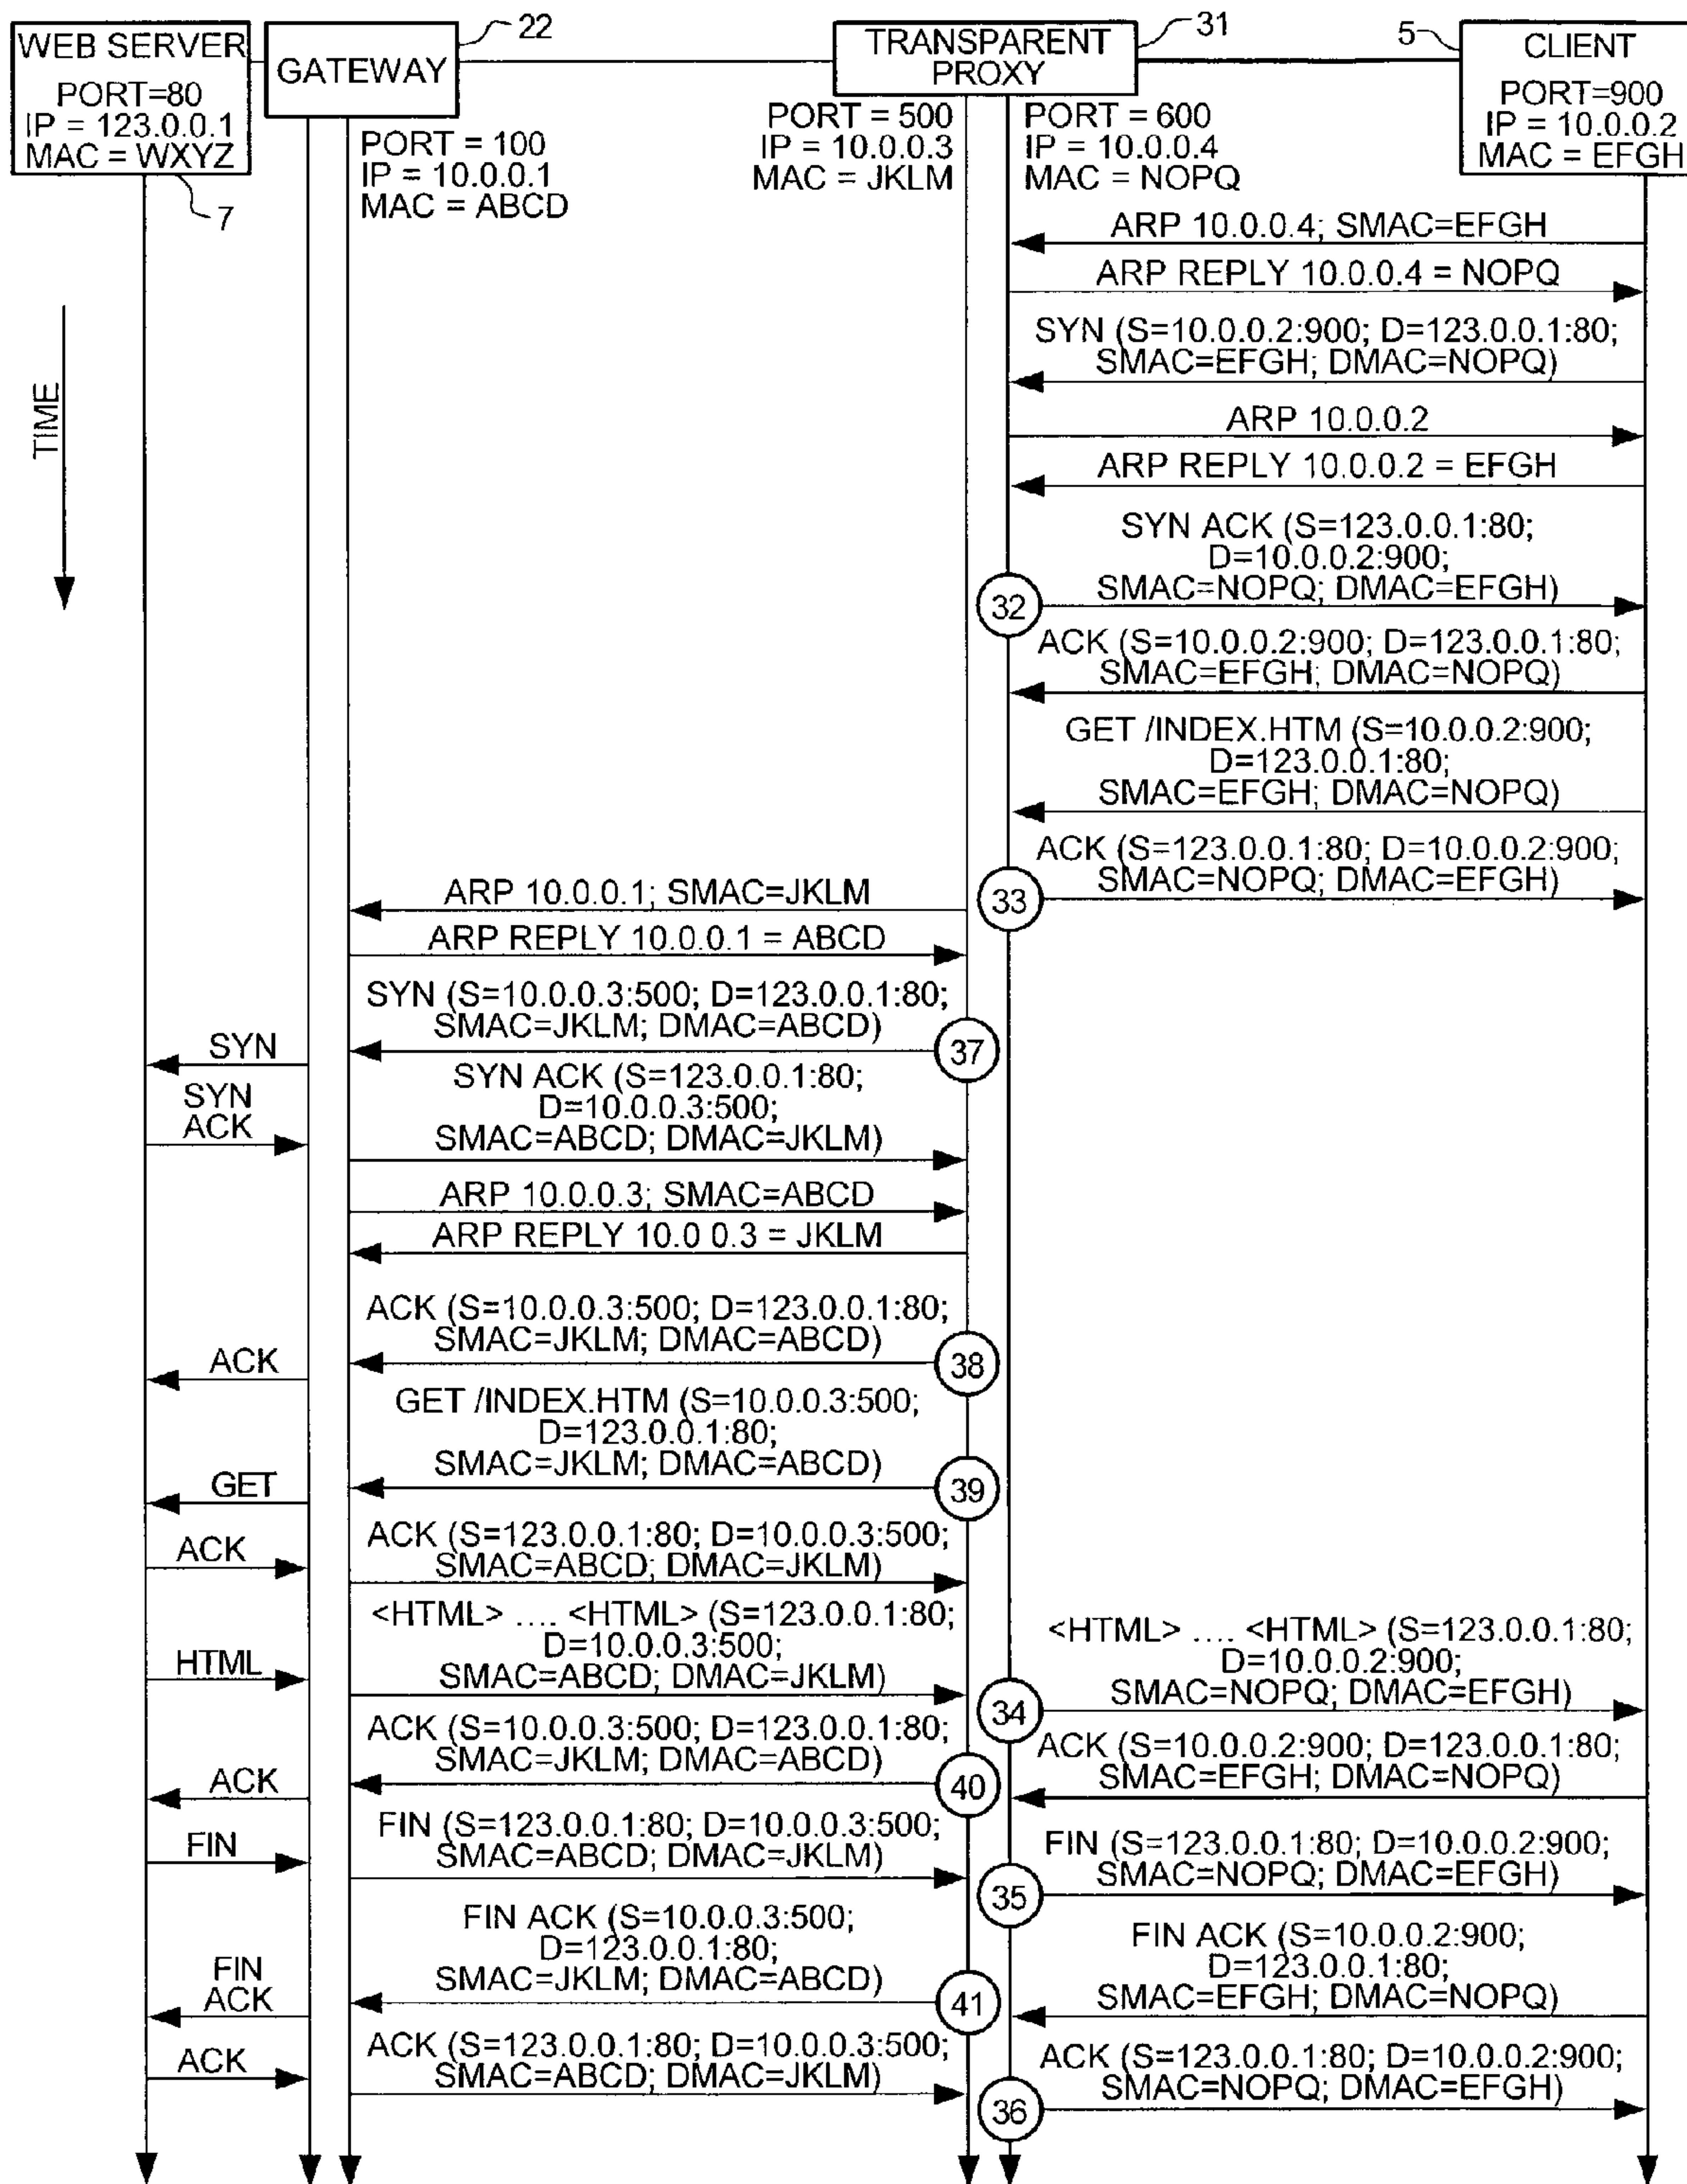 22
31
5
WEB SERVER
PORT=80
IP = 123.0.0.1
MAC = WXYZ
7
GATEWAY
PORT = 100
IP = 10.0.0.1
MAC = ABCD
TRANSPARENT
PROXY
PORT = 500
IP = 10.0.0.3
MAC = JKLM
PORT = 600
IP = 10.0.0.4
MAC = NOPQ
CLIENT
PORT=900
IP = 10.0.0.2
MAC = EFGH
TIME
ARP 10.0.0.4; SMAC=EFGH
ARP REPLY 10.0.0.4 = NOPQ
SYN (S=10.0.0.2:900; D=123.0.0.1:80;
SMAC=EFGH; DMAC=NOPQ)
ARP 10.0.0.2
ARP REPLY 10.0.0.2 = EFGH
SYN ACK (S=123.0.0.1:80;
D=10.0.0.2:900;
SMAC=NOPQ; DMAC=EFGH)
32
ACK (S=10.0.0.2:900; D=123.0.0.1:80;
SMAC=EFGH; DMAC=NOPQ)
GET /INDEX.HTM (S=10.0.0.2:900;
D=123.0.0.1:80;
SMAC=EFGH; DMAC=NOPQ)
ACK (S=123.0.0.1:80; D=10.0.0.2:900;
SMAC=NOPQ; DMAC=EFGH)
33
ARP 10.0.0.1; SMAC=JKLM
ARP REPLY 10.0.0.1 = ABCD
SYN (S=10.0.0.3:500; D=123.0.0.1:80;
SMAC=JKLM; DMAC=ABCD)
37
SYN
SYN ACK (S=123.0.0.1:80;
D=10.0.0.3:500;
SMAC=ABCD; DMAC=JKLM)
SYN
ACK
ARP 10.0.0.3; SMAC=ABCD
ARP REPLY 10.0 0.3 = JKLM
ACK (S=10.0.0.3:500; D=123.0.0.1:80;
SMAC=JKLM; DMAC=ABCD)
38
ACK
GET /INDEX.HTM (S=10.0.0.3:500;
D=123.0.0.1:80;
SMAC=JKLM; DMAC=ABCD)
39
GET
ACK (S=123.0.0.1:80; D=10.0.0.3:500;
SMAC=ABCD; DMAC=JKLM)
ACK
<HTML> .... <HTML> (S=123.0.0.1:80;
D=10.0.0.3:500;
SMAC=ABCD; DMAC=JKLM)
HTML
<HTML> .... <HTML> (S=123.0.0.1:80;
D=10.0.0.2:900;
SMAC=NOPQ; DMAC=EFGH)
34
ACK (S=10.0.0.3:500; D=123.0.0.1:80;
SMAC=JKLM; DMAC=ABCD)
40
ACK
ACK (S=10.0.0.2:900; D=123.0.0.1:80;
SMAC=EFGH; DMAC=NOPQ)
FIN (S=123.0.0.1:80; D=10.0.0.3:500;
SMAC=ABCD; DMAC=JKLM)
FIN
FIN (S=123.0.0.1:80; D=10.0.0.2:900;
SMAC=NOPQ; DMAC=EFGH)
35
FIN ACK (S=10.0.0.3:500;
D=123.0.0.1:80;
SMAC=JKLM; DMAC=ABCD)
41
FIN
ACK
FIN ACK (S=10.0.0.2:900;
D=123.0.0.1:80;
SMAC=EFGH; DMAC=NOPQ)
ACK (S=123.0.0.1:80; D=10.0.0.3:500;
SMAC=ABCD; DMAC=JKLM)
ACK
ACK (S=123.0.0.1:80; D=10.0.0.2:900;
SMAC=NOPQ; DMAC=EFGH)
36